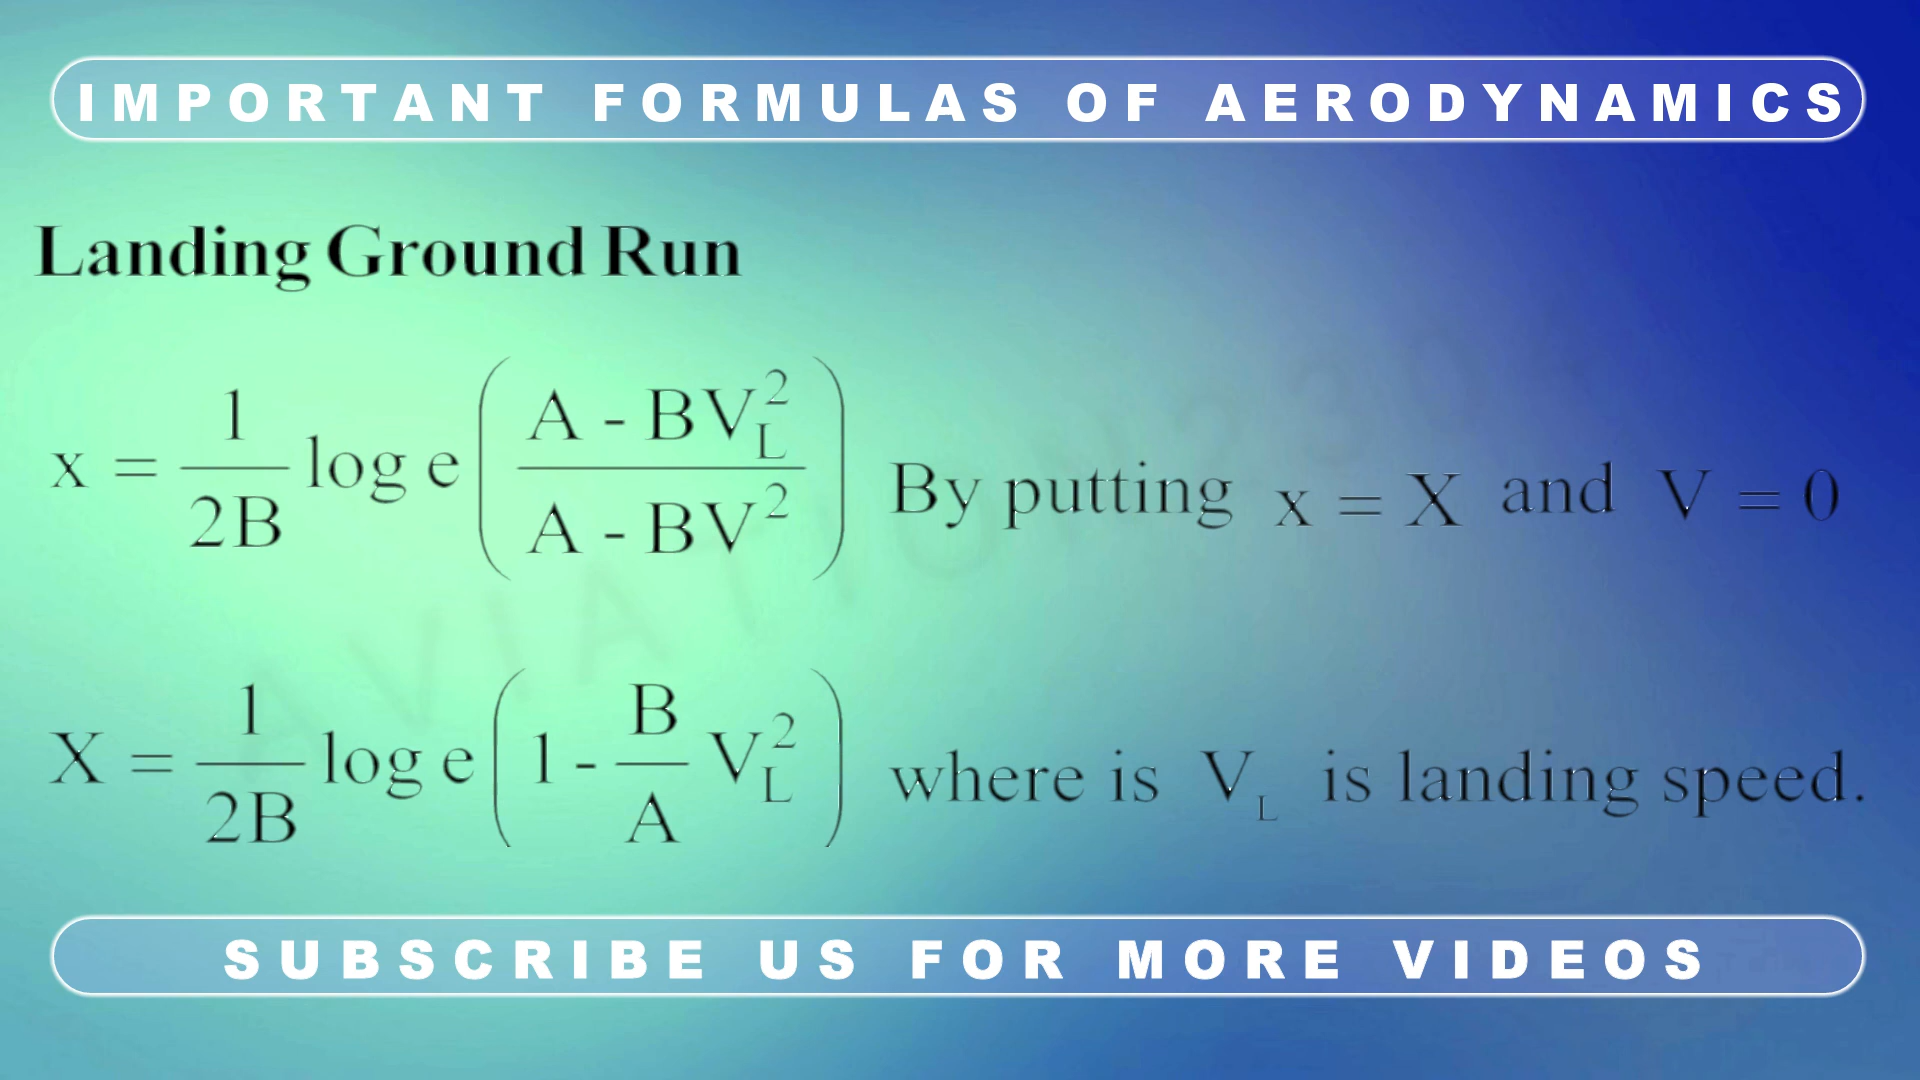 IMPORTANT FORMULAS OF AERODYNAMICS
Landing Ground Run
x = 1/2B log e ( A - BV_L^2 / A - BV^2 ) By putting x = X and V = 0
X = 1/2B log e ( 1 - B/A V_L^2 ) where is V_L is landing speed.
SUBSCRIBE US FOR MORE VIDEOS